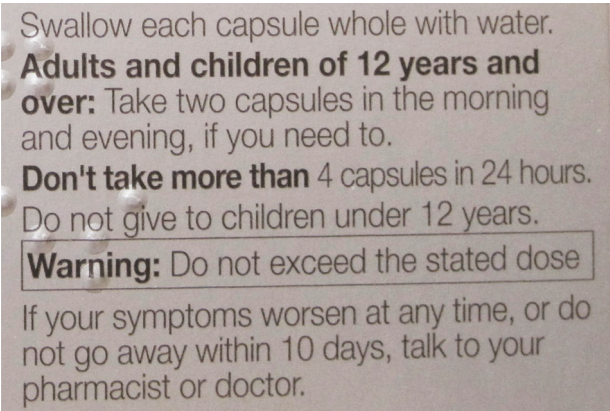 Swallow each capsule whole with water.
Adults and children of 12 years and
over: Take two capsules in the morning
and evening, if you need to.
Don't take more than 4 capsules in 24 hours.
Do not give to children under 12 years.
Warning: Do not exceed the stated dose
If your symptoms worsen at any time, or do
not go away within 10 days, talk to your
pharmacist or doctor.